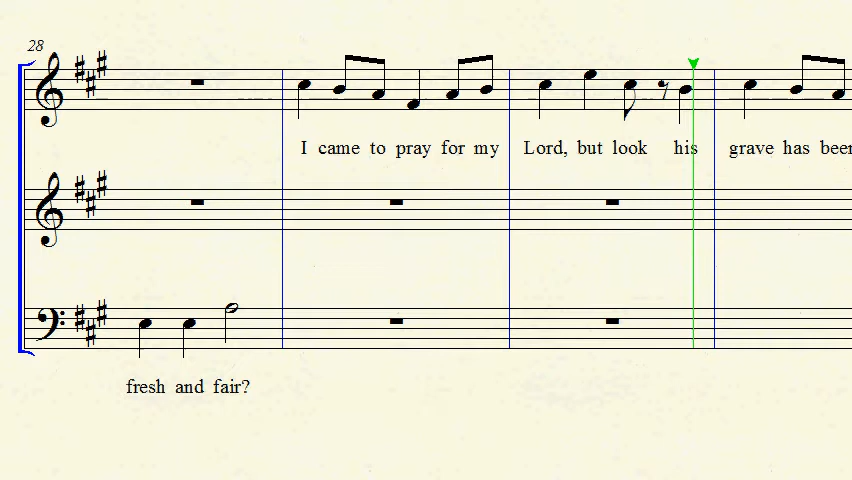 28
I came to pray for my Lord, but look his grave has been
fresh and fair?